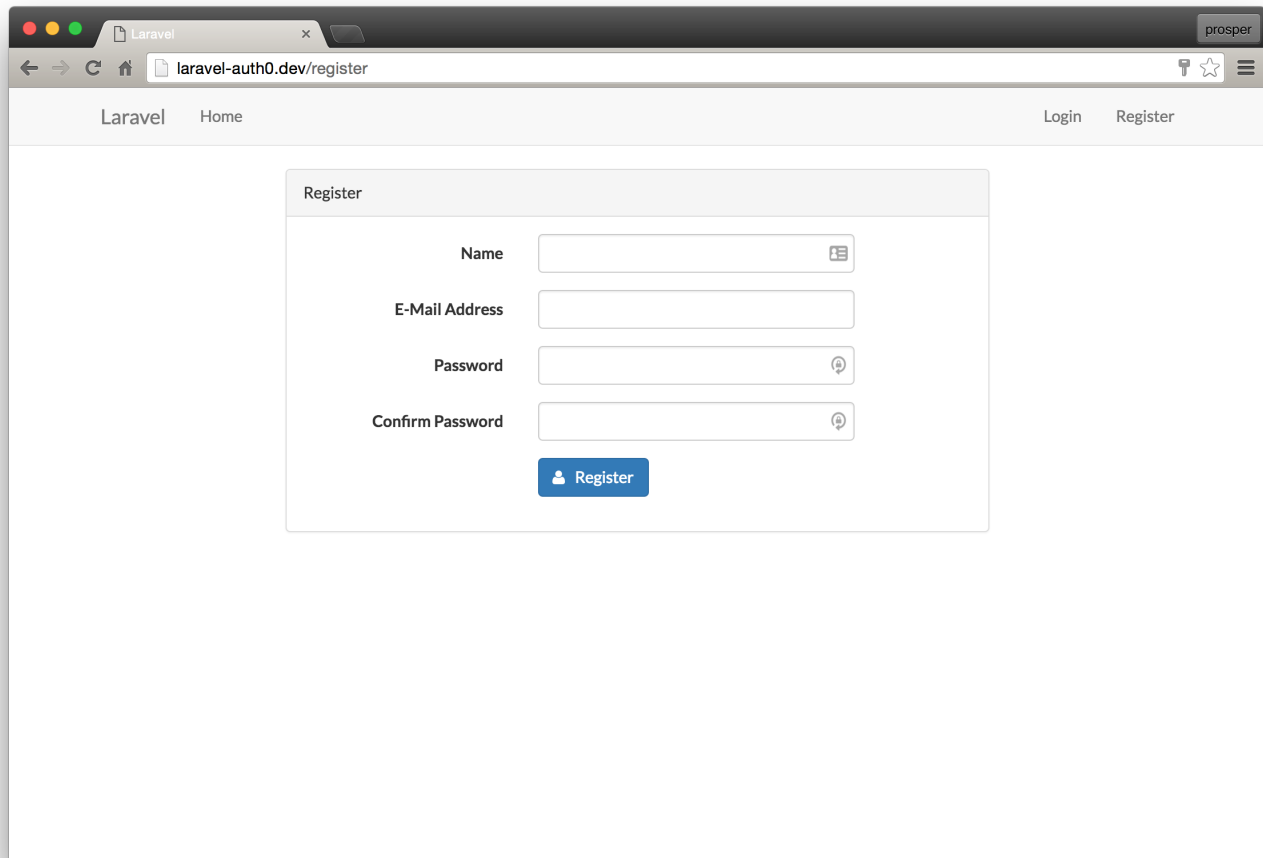 Laravel
prosper
laravel-auth0.dev/register
Laravel Home Login Register
Register
Name
E-Mail Address
Password
Confirm Password
Register